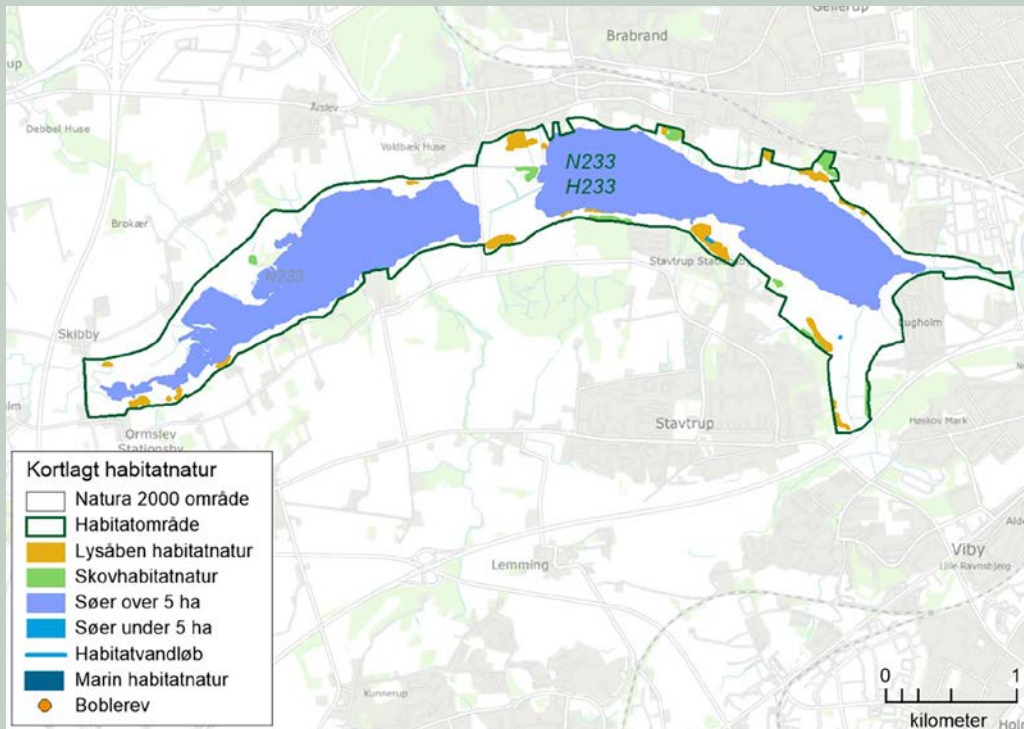 Gellerup
Brabrand
up
Årslev
Debbel Huse
Voldbæk Huse
N233
H233
Brokær
Stavtrup
N233
Skibby
lm
Ormslev
Stationsby
Stavtrup
Høskov Mark
Viby
Lille Ravnsbjerg
Lemming
Kunnerup
Kortlagt habitatnatur
Natura 2000 område
Habitatområde
Lysåben habitatnatur
Skovhabitatnatur
Søer over 5 ha
Søer under 5 ha
Habitatvandløb
Marin habitatnatur
Boblerev
0 1
kilometer